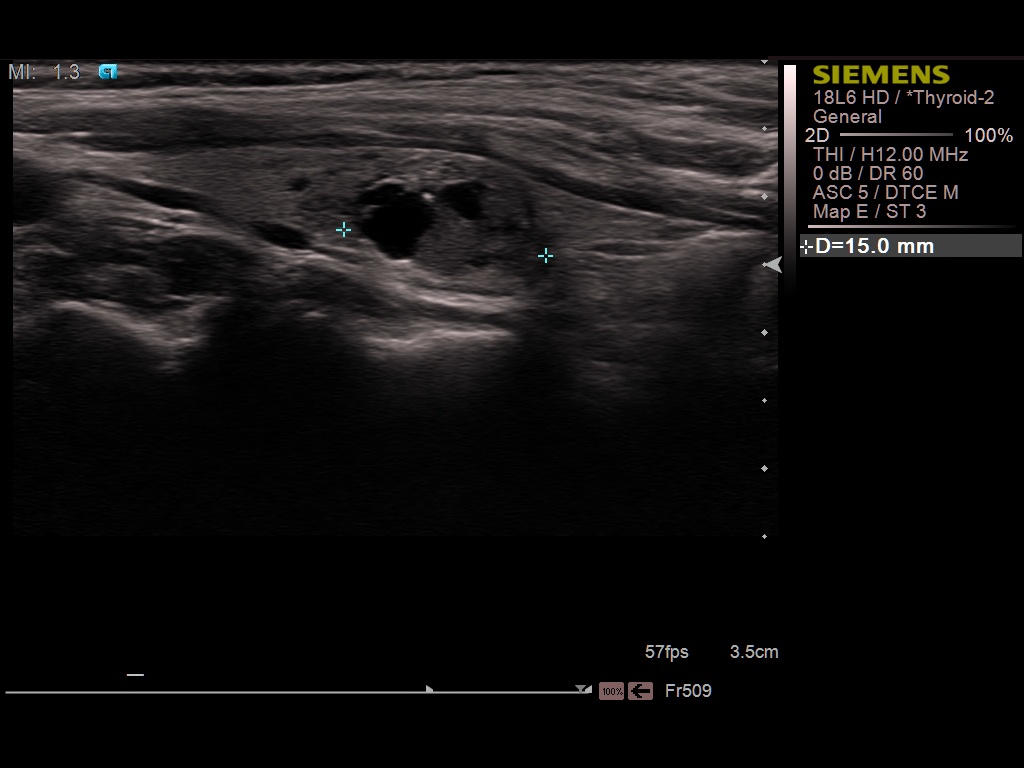 MI: 1.3
SIEMENS
18L6 HD / *Thyroid-2
General
2D 100%
THI / H12.00 MHz
0 dB / DR 60
ASC 5 / DTCE M
Map E / ST 3
D=15.0 mm
57fps 3.5cm
100% Fr509